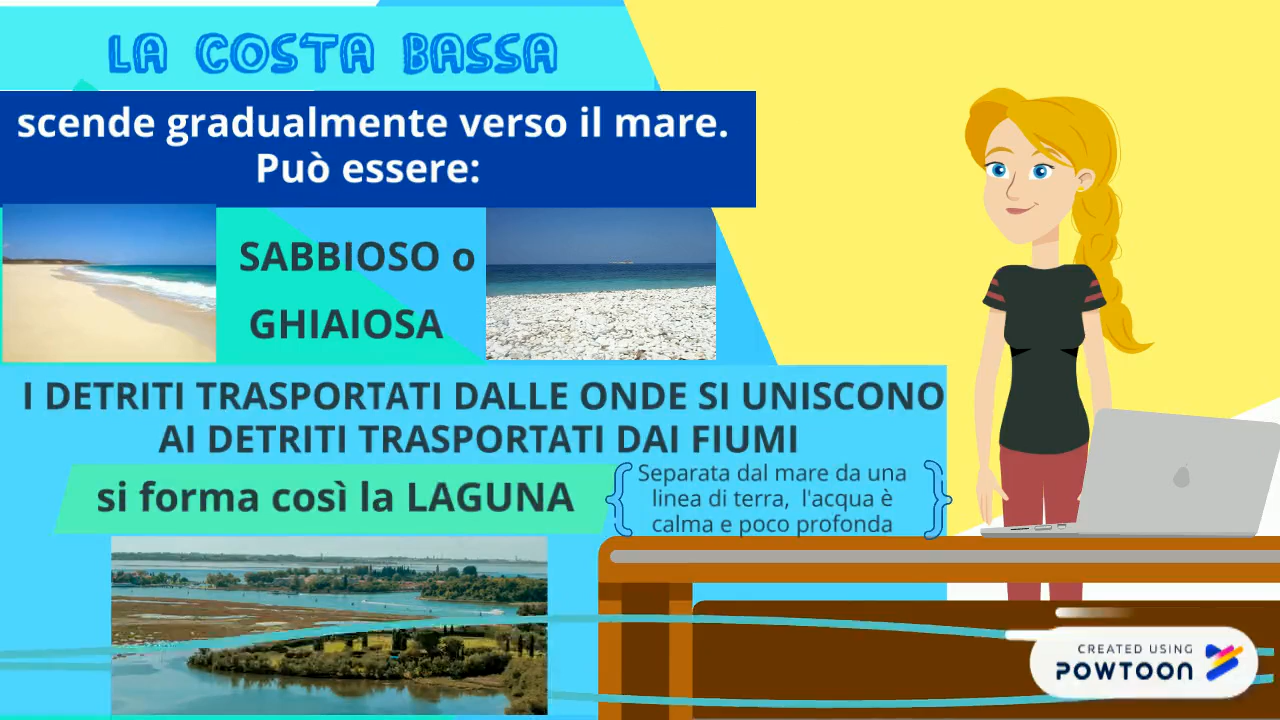 LA COSTA BASSA
scende gradualmente verso il mare.
Può essere:
SABBIOSO o
GHIAIOSA
I DETRITI TRASPORTATI DALLE ONDE SI UNISCONO
AI DETRITI TRASPORTATI DAI FIUMI
si forma così la LAGUNA
Separata dal mare da una
linea di terra, l'acqua è
calma e poco profonda
CREATED USING
POWTOON